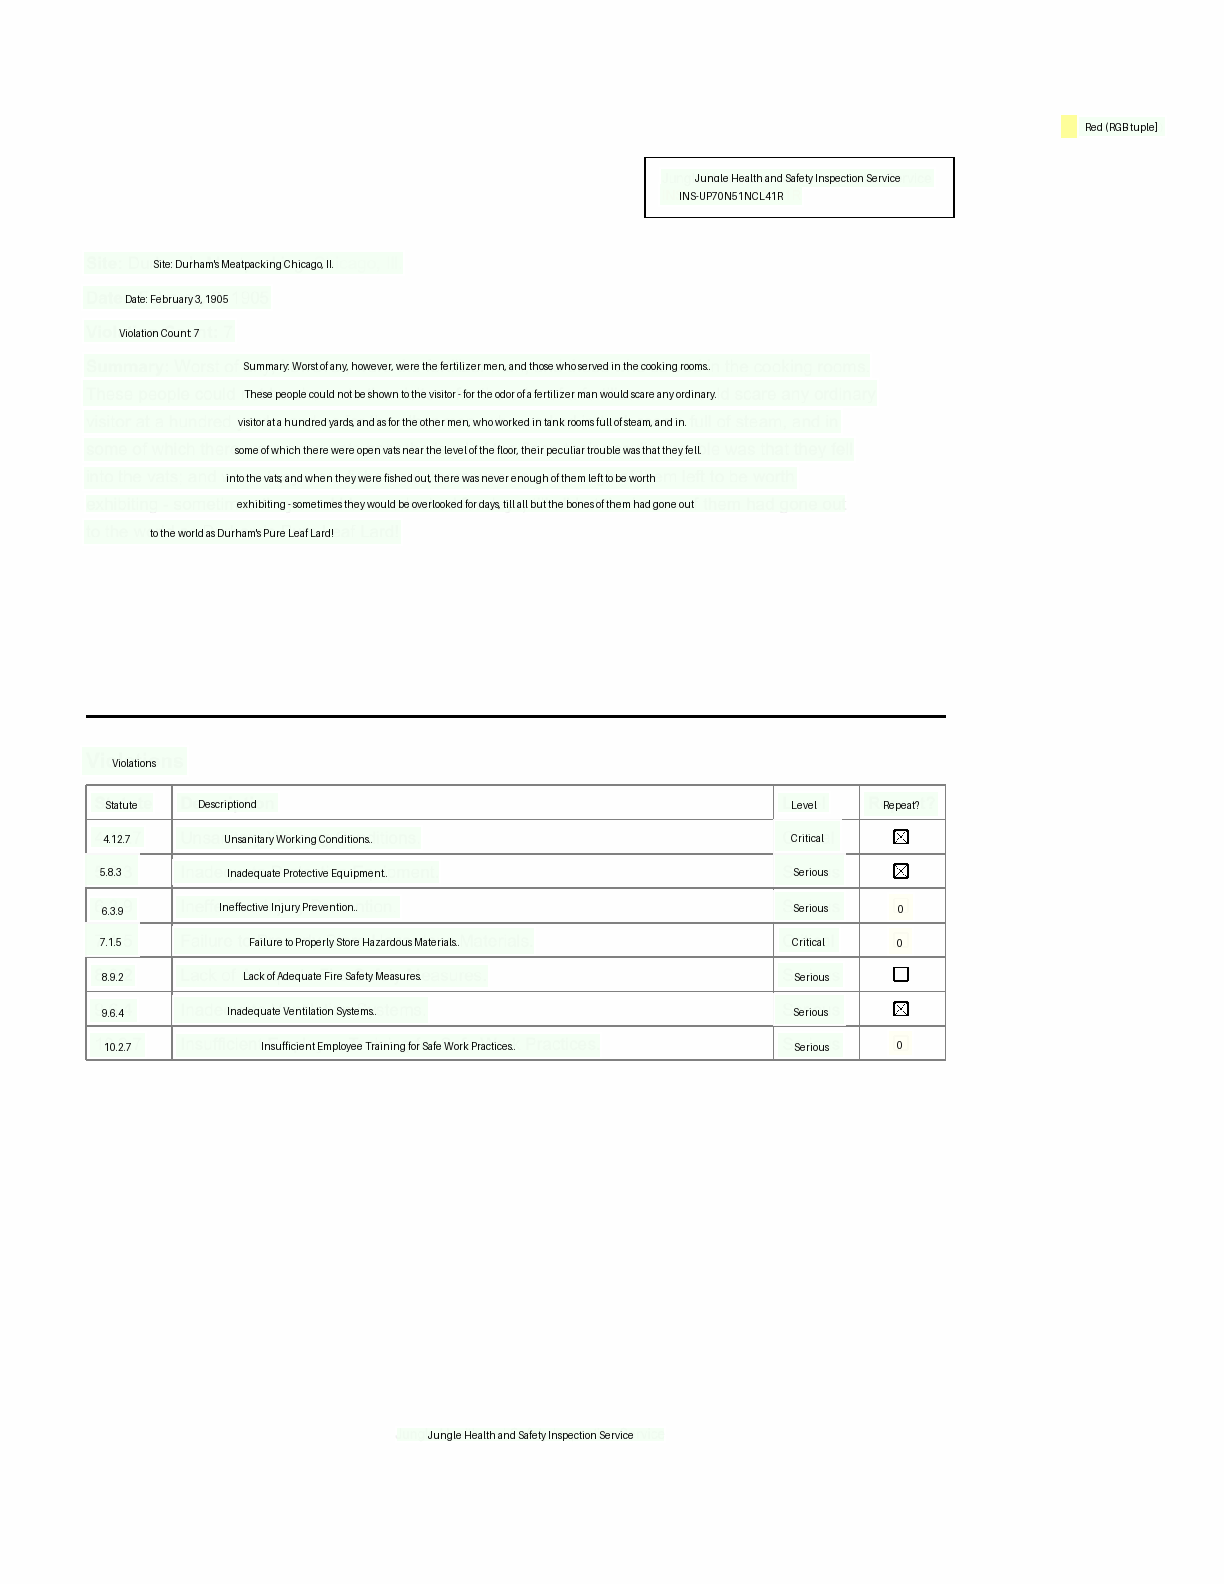 Red (RGB tuple]
Jungle Health and Safety Inspection Service
INS-UP70N51NCL41R
Site: Durham's Meatpacking Chicago, Il.
Date: February 3, 1905
Violation Count: 7
Summary: Worst of any, however, were the fertilizer men, and those who served in the cooking rooms..
These people could not be shown to the visitor - for the odor of a fertilizer man would scare any ordinary.
visitor at a hundred yards, and as for the other men, who worked in tank rooms full of steam, and in.
some of which there were open vats near the level of the floor, their peculiar trouble was that they fell.
into the vats; and when they were fished out, there was never enough of them left to be worth
exhibiting - sometimes they would be overlooked for days, till all but the bones of them had gone out
to the world as Durham's Pure Leaf Lard!
Violations
Statute Descriptiond Level Repeat?
4.12.7 Unsanitary Working Conditions.. Critical
5.8.3 Inadequate Protective Equipment.. Serious
6.3.9 Ineffective Injury Prevention.. Serious 0
7.1.5 Failure to Properly Store Hazardous Materials.. Critical 0
8.9.2 Lack of Adequate Fire Safety Measures. Serious
9.6.4 Inadequate Ventilation Systems.. Serious
10.2.7 Insufficient Employee Training for Safe Work Practices.. Serious 0
Jungle Health and Safety Inspection Service